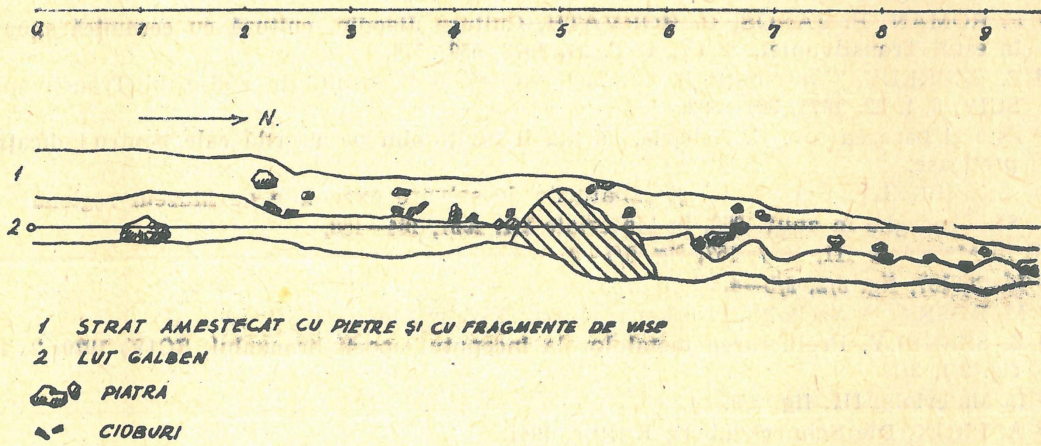 0 1 2 3 4 5 6 7 8 9
N.
1
2
1 STRAT AMESTECAT CU PIETRE ȘI CU FRAGMENTE DE VASE
2 LUT GALBEN
PIATRĂ
CIOBURI